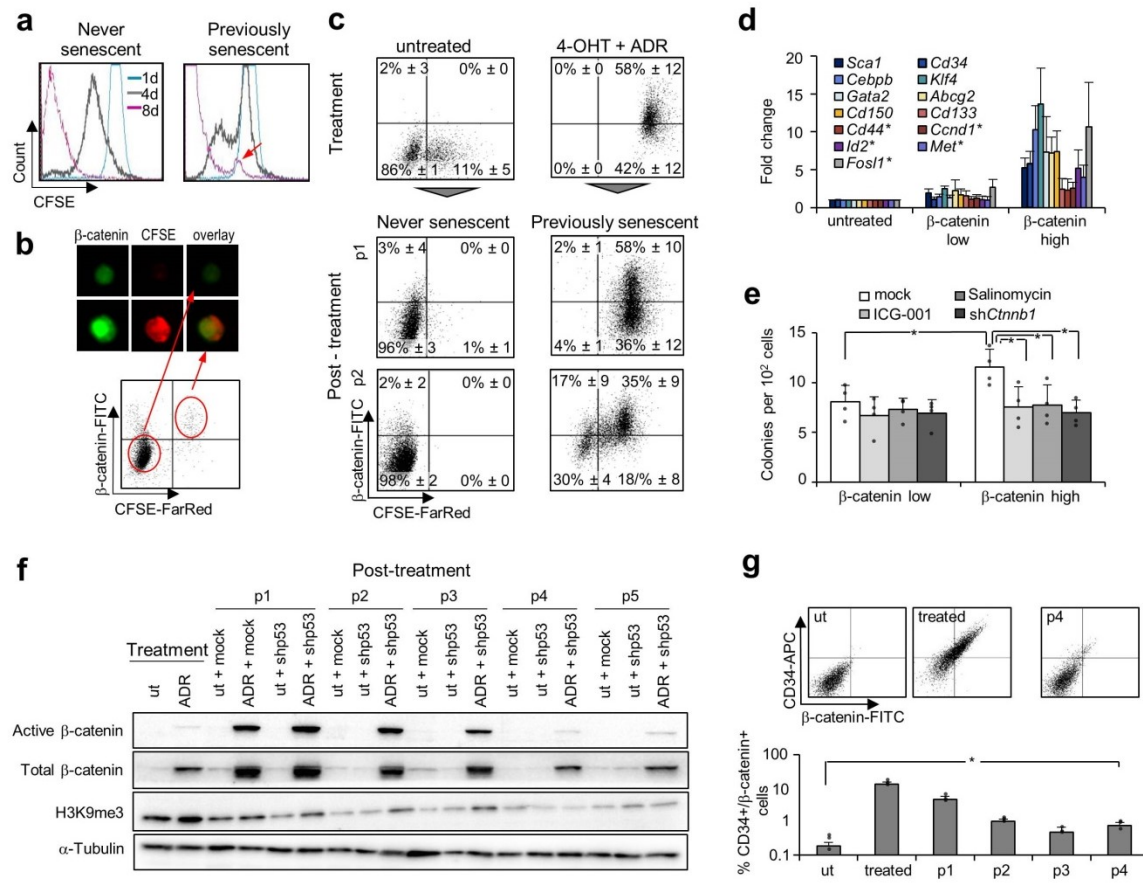 a
Never senescent
Previously senescent
1d
4d
8d
Count
CFSE
b
β-catenin CFSE overlay
β-catenin-FITC
CFSE-FarRed
c
untreated
4-OHT + ADR
Treatment
2% ± 3 0% ± 0
86% ± 1 11% ± 5
0% ± 0 58% ± 12
0% ± 0 42% ± 12
Never senescent
Previously senescent
Post - treatment
p1
3% ± 4 0% ± 0
96% ± 3 1% ± 1
2% ± 1 58% ± 10
4% ± 1 36% ± 12
p2
2% ± 2 0% ± 0
98% ± 2 0% ± 0
17% ± 9 35% ± 9
30% ± 4 18/% ± 8
β-catenin-FITC
CFSE-FarRed
d
Fold change
20
15
10
5
0
Sca1 Cd34
Cebpb Klf4
Gata2 Abcg2
Cd150 Cd133
Cd44* Ccnd1*
Id2* Met*
Fosl1*
untreated
β-catenin low
β-catenin high
e
mock Salinomycin
ICG-001 shCtnnb1
Colonies per 10² cells
15
10
5
0
* * * *
β-catenin low
β-catenin high
f
Post-treatment
Treatment p1 p2 p3 p4 p5
ut
ADR
ut + mock
ADR + mock
ut + shp53
ADR + shp53
ut + mock
ut + shp53
ADR + shp53
ut + mock
ut + shp53
ADR + shp53
ut + mock
ut + shp53
ADR + shp53
ut + mock
ut + shp53
ADR + shp53
Active β-catenin
Total β-catenin
H3K9me3
α-Tubulin
g
ut
treated
p4
CD34-APC
β-catenin-FITC
% CD34+/β-catenin+
cells
100
10
1
0.1
*
ut treated p1 p2 p3 p4